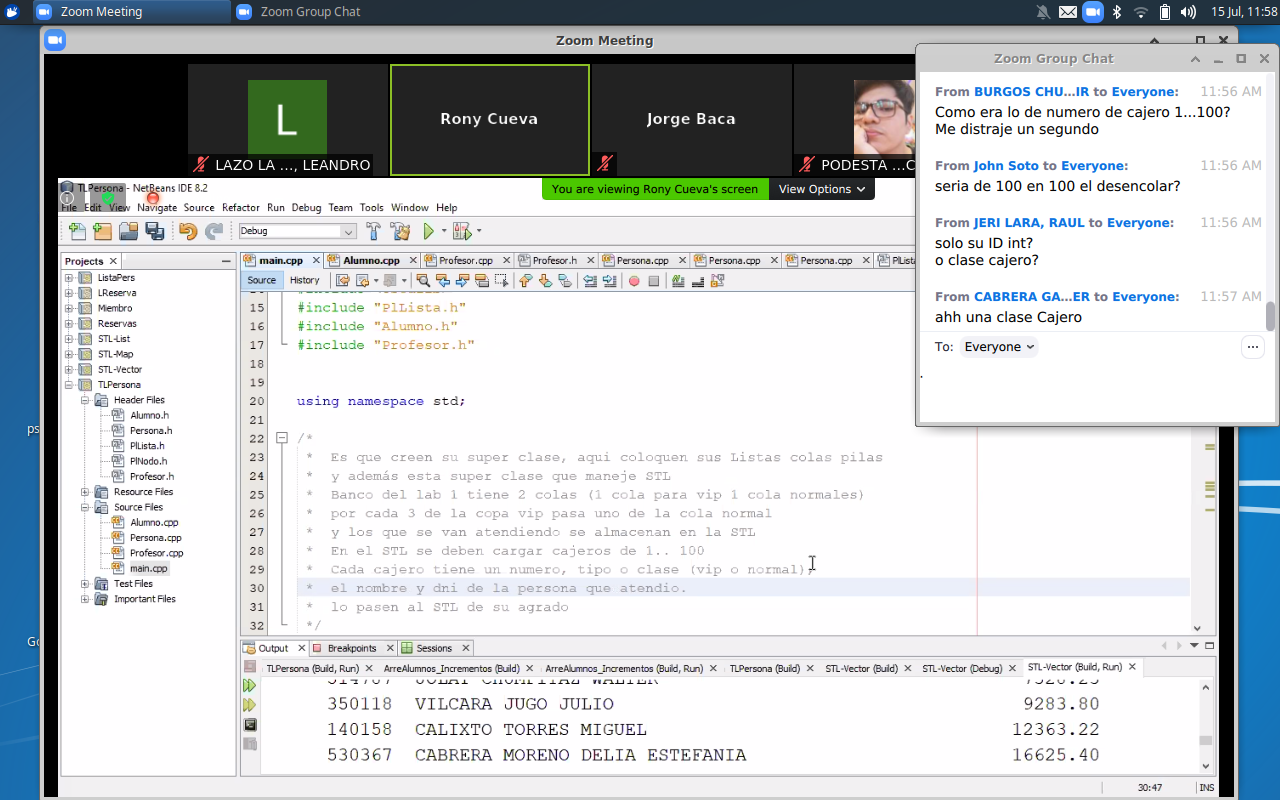 Zoom Meeting
Zoom Group Chat
15 Jul, 11:58
Zoom Meeting
L
LAZO LA ..., LEANDRO
Rony Cueva
Jorge Baca
PODESTA ...C
Zoom Group Chat
From BURGOS CHU...IR to Everyone: 11:56 AM
Como era lo de numero de cajero 1...100?
Me distraje un segundo
From John Soto to Everyone: 11:56 AM
seria de 100 en 100 el desencolar?
From JERI LARA, RAUL to Everyone: 11:56 AM
solo su ID int?
o clase cajero?
From CABRERA GA...ER to Everyone: 11:57 AM
ahh una clase Cajero
To: Everyone
.
TLPersona - NetBeans IDE 8.2
You are viewing Rony Cueva's screen View Options
File Edit View Navigate Source Refactor Run Debug Team Tools Window Help
Debug
Projects
ListaPers
LReserva
Miembro
Reservas
STL-List
STL-Map
STL-Vector
TLPersona
Header Files
Alumno.h
Persona.h
PlLista.h
PlNodo.h
Profesor.h
Resource Files
Source Files
Alumno.cpp
Persona.cpp
Profesor.cpp
main.cpp
Test Files
Important Files
main.cpp Alumno.cpp Profesor.cpp Profesor.h Persona.cpp Persona.cpp Persona.cpp PlList
Source History
15 #include "PlLista.h"
16 #include "Alumno.h"
17 #include "Profesor.h"
18
19
20 using namespace std;
21
22 /*
23 * Es que creen su super clase, aqui coloquen sus Listas colas pilas
24 * y además esta super clase que maneje STL
25 * Banco del lab 1 tiene 2 colas (1 cola para vip 1 cola normales)
26 * por cada 3 de la copa vip pasa uno de la cola normal
27 * y los que se van atendiendo se almacenan en la STL
28 * En el STL se deben cargar cajeros de 1.. 100
29 * Cada cajero tiene un numero, tipo o clase (vip o normal),
30 * el nombre y dni de la persona que atendio.
31 * lo pasen al STL de su agrado
32 */
Output Breakpoints Sessions
TLPersona (Build, Run) ArreAlumnos_Incrementos (Build) ArreAlumnos_Incrementos (Build, Run) TLPersona (Build, Run) STL-Vector (Build) STL-Vector (Debug) STL-Vector (Build, Run)
350118 VILCARA JUGO JULIO 9283.80
140158 CALIXTO TORRES MIGUEL 12363.22
530367 CABRERA MORENO DELIA ESTEFANIA 16625.40
30:47 INS
ps
Go